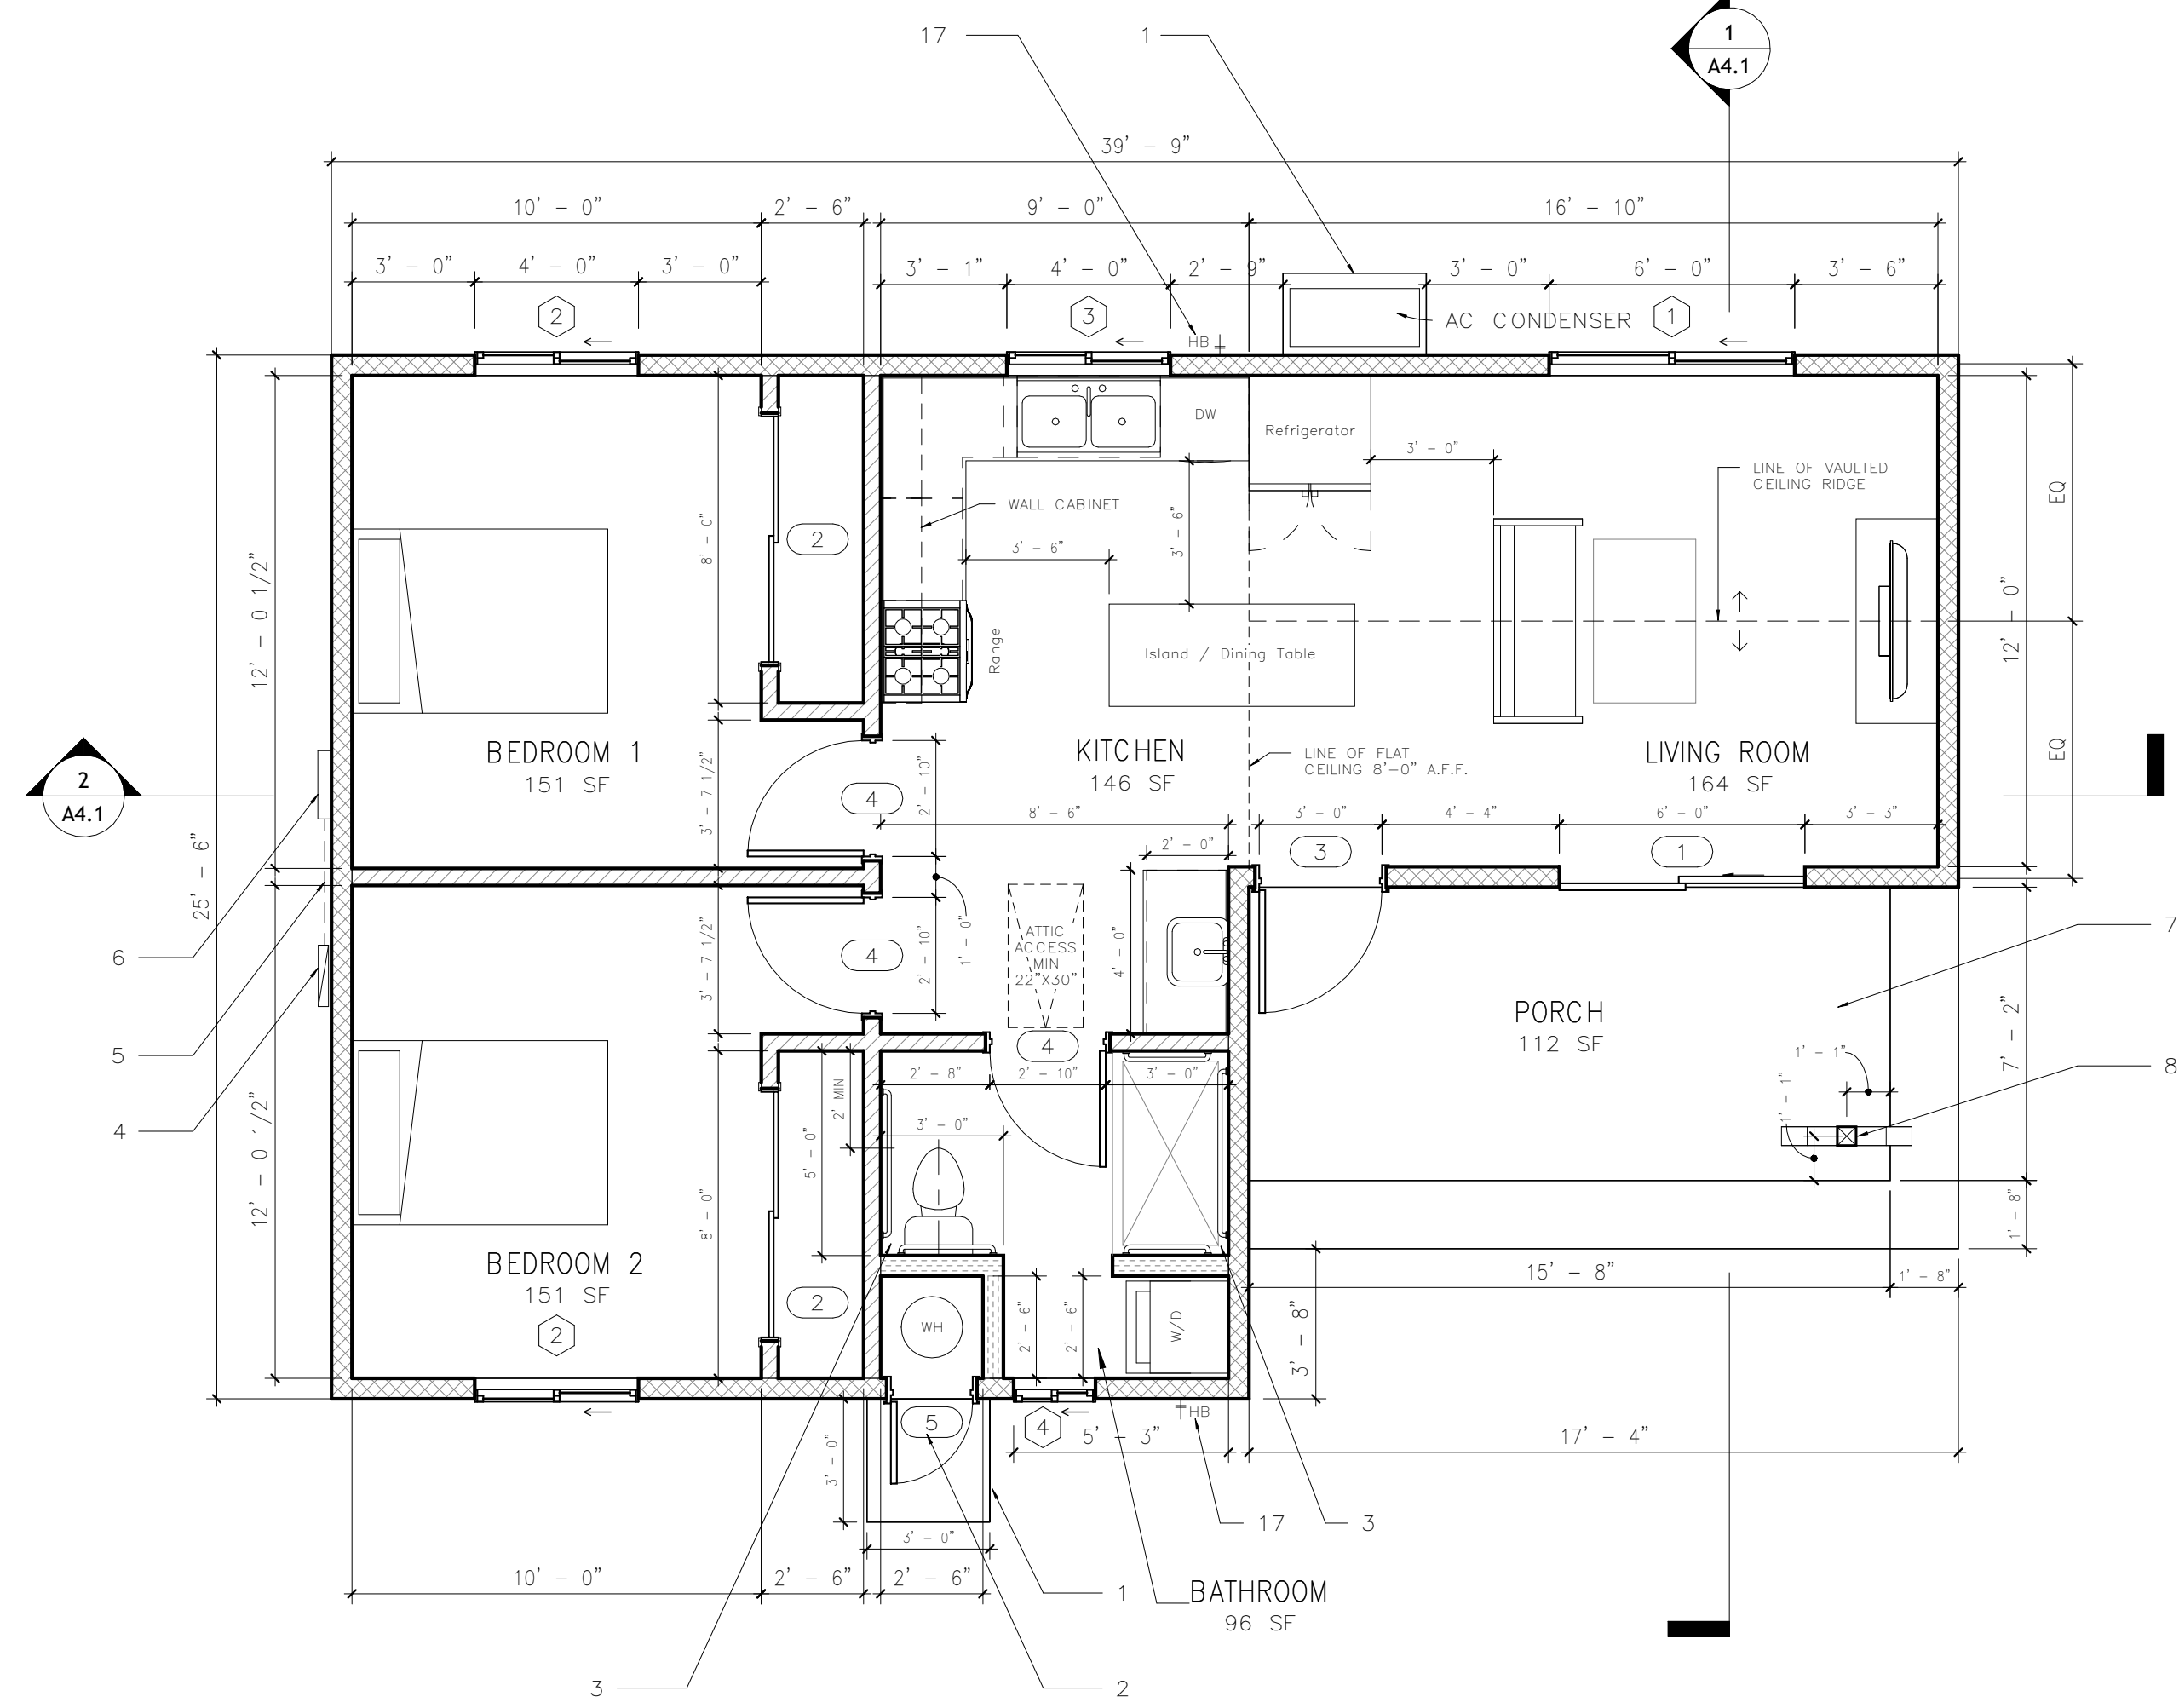 17
1
1
A4.1
39' - 9"
10' - 0"
2' - 6"
9' - 0"
16' - 10"
3' - 0"
4' - 0"
3' - 0"
3' - 1"
4' - 0"
2' - 9"
3' - 0"
6' - 0"
3' - 6"
2
3
AC CONDENSER
1
HB
DW
Refrigerator
3' - 0"
LINE OF VAULTED
CEILING RIDGE
EQ
WALL CABINET
2
8' - 0"
3' - 6"
3' - 6"
12' - 0 1/2"
12' - 0"
Range
Island / Dining Table
BEDROOM 1
151 SF
KITCHEN
146 SF
LINE OF FLAT
CEILING 8'-0" A.F.F.
LIVING ROOM
164 SF
EQ
2
A4.1
3' - 7 1/2"
4
2' - 10"
8' - 6"
3' - 0"
4' - 4"
6' - 0"
3' - 3"
2' - 0"
3
1
25' - 6"
6
3' - 7 1/2"
4
2' - 10"
1' - 0"
ATTIC
ACCESS
MIN
22"X30"
4' - 0"
7
PORCH
112 SF
7' - 2"
5
4
1' - 1"
1' - 1"
8
4
2' - 8"
2' - 10"
3' - 0"
2' MIN
5' - 0"
3' - 0"
12' - 0 1/2"
8' - 0"
BEDROOM 2
151 SF
2
2
WH
2' - 6"
2' - 6"
W/D
1' - 8"
15' - 8"
1' - 8"
3' - 8"
5
4
HB
5' - 3"
17' - 4"
3' - 0"
3' - 0"
17
3
10' - 0"
2' - 6"
2' - 6"
1
BATHROOM
96 SF
3
2